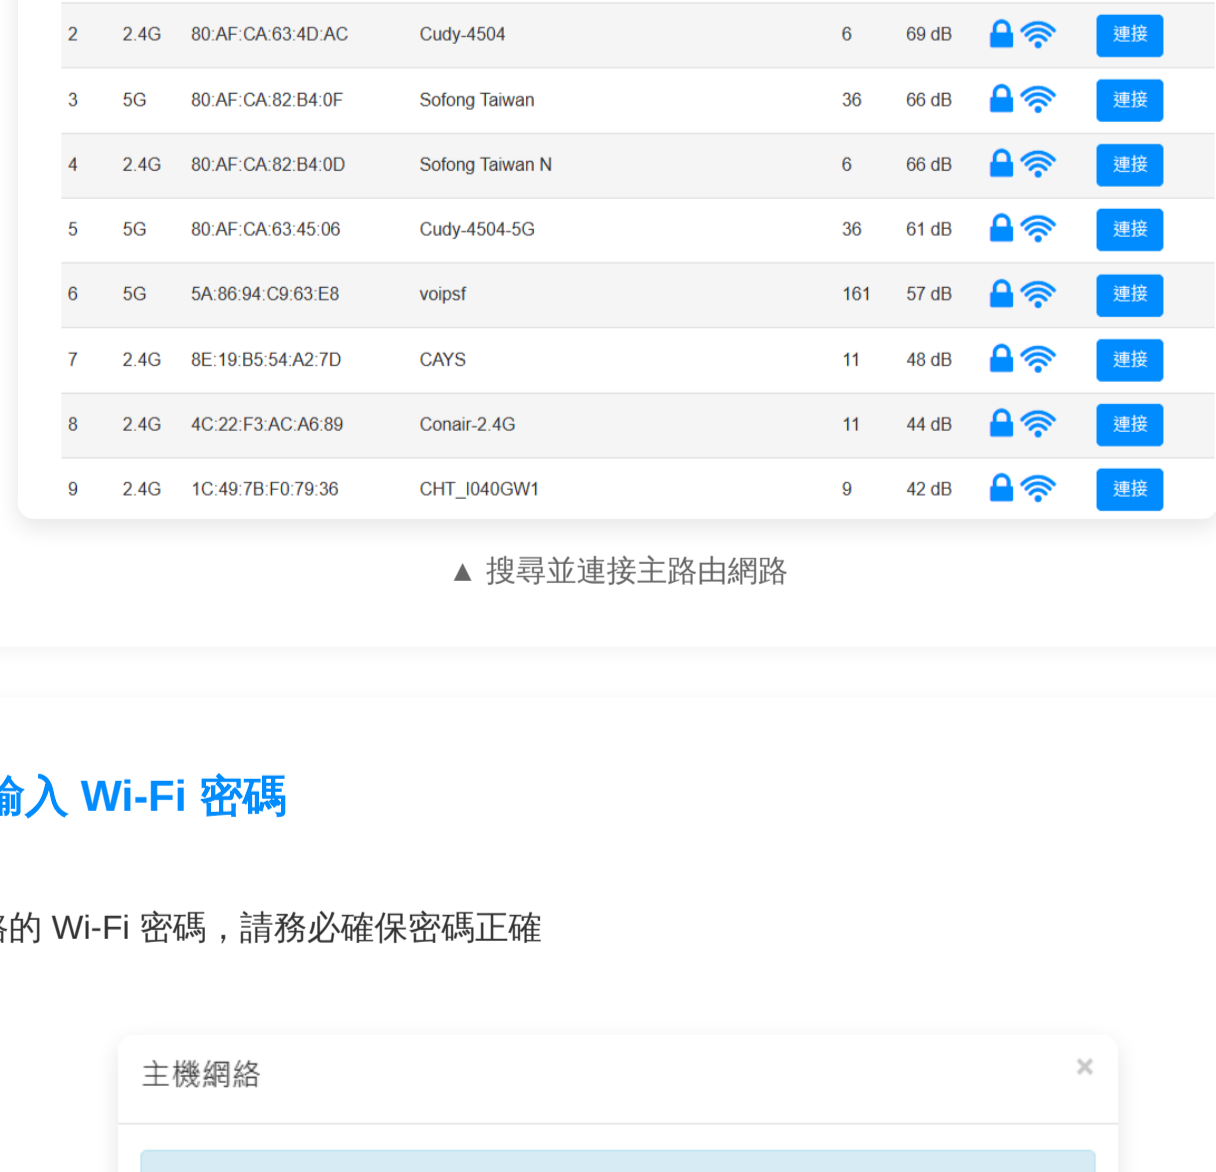 2 2.4G 80:AF:CA:63:4D:AC Cudy-4504 6 69 dB 連接
3 5G 80:AF:CA:82:B4:0F Sofong Taiwan 36 66 dB 連接
4 2.4G 80:AF:CA:82:B4:0D Sofong Taiwan N 6 66 dB 連接
5 5G 80:AF:CA:63:45:06 Cudy-4504-5G 36 61 dB 連接
6 5G 5A:86:94:C9:63:E8 voipsf 161 57 dB 連接
7 2.4G 8E:19:B5:54:A2:7D CAYS 11 48 dB 連接
8 2.4G 4C:22:F3:AC:A6:89 Conair-2.4G 11 44 dB 連接
9 2.4G 1C:49:7B:F0:79:36 CHT_I040GW1 9 42 dB 連接
▲ 搜尋並連接主路由網路
輸入 Wi-Fi 密碼
的 Wi-Fi 密碼，請務必確保密碼正確
主機網絡 ×